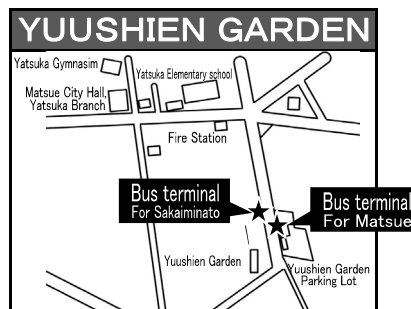 YUUSHIEN GARDEN
Yatsuka Gymnasim
Yatsuka Elementary school
Matsue City Hall,
Yatsuka Branch
Fire Station
Bus terminal
For Sakaiminato
Bus terminal
For Matsue
Yuushien Garden
Yuushien Garden
Parking Lot